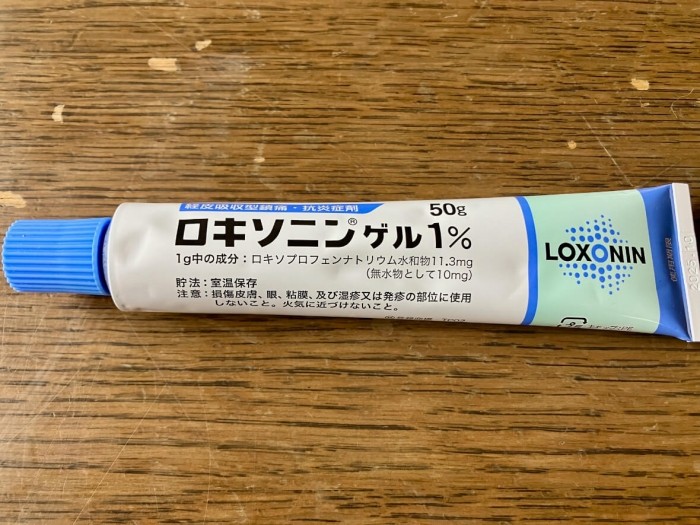 経皮吸収型鎮痛・抗炎症剤
50g
ロキソニン®ゲル1%
1g中の成分：ロキソプロフェンナトリウム水和物11.3mg
（無水物として10mg）
貯法：室温保存
注意：損傷皮膚、眼、粘膜、及び湿疹又は発疹の部位に使用
しないこと。火気に近づけないこと。
LOXONIN
使用期限